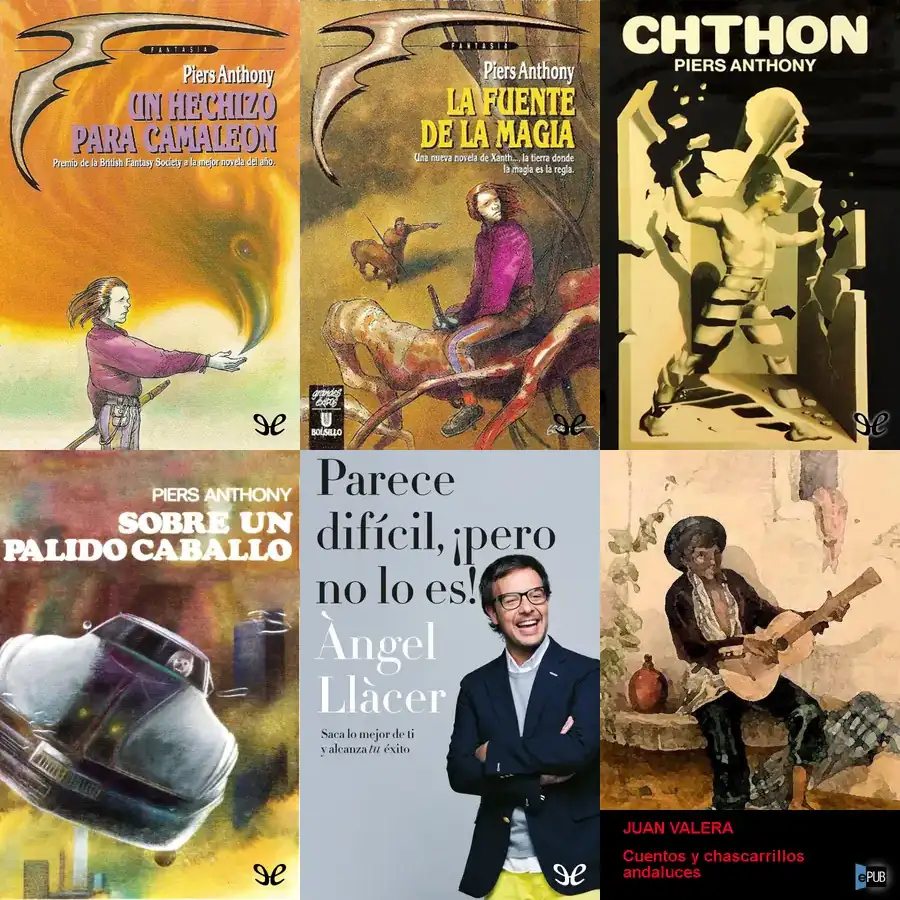 FANTASIA
Piers Anthony
UN HECHIZO
PARA CAMALEON
Premio de la British Fantasy Society a la mejor novela del año.
FANTASIA
Piers Anthony
LA FUENTE
DE LA MAGIA
Una nueva novela de Xanth..., la tierra donde
la magia es la regla.
grandes
éxitos
BOLSILLO
CHTHON
PIERS ANTHONY
PIERS ANTHONY
SOBRE UN
PALIDO CABALLO
Parece
difícil, ¡pero
no lo es!
Àngel
Llàcer
Saca lo mejor de ti
y alcanza tu éxito
JUAN VALERA
Cuentos y chascarrillos
andaluces
ePUB